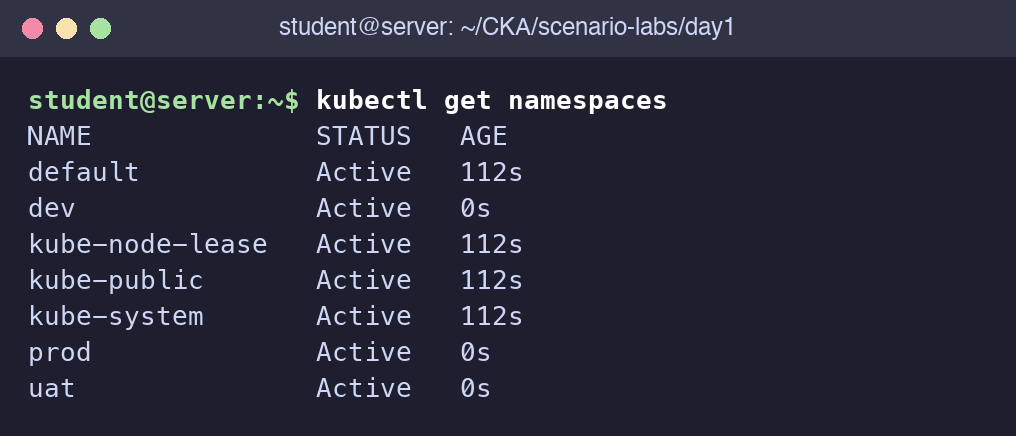 student@server: ~/CKA/scenario-labs/day1
student@server:~$ kubectl get namespaces
NAME                STATUS   AGE
default             Active   112s
dev                 Active   0s
kube-node-lease     Active   112s
kube-public         Active   112s
kube-system         Active   112s
prod                Active   0s
uat                 Active   0s